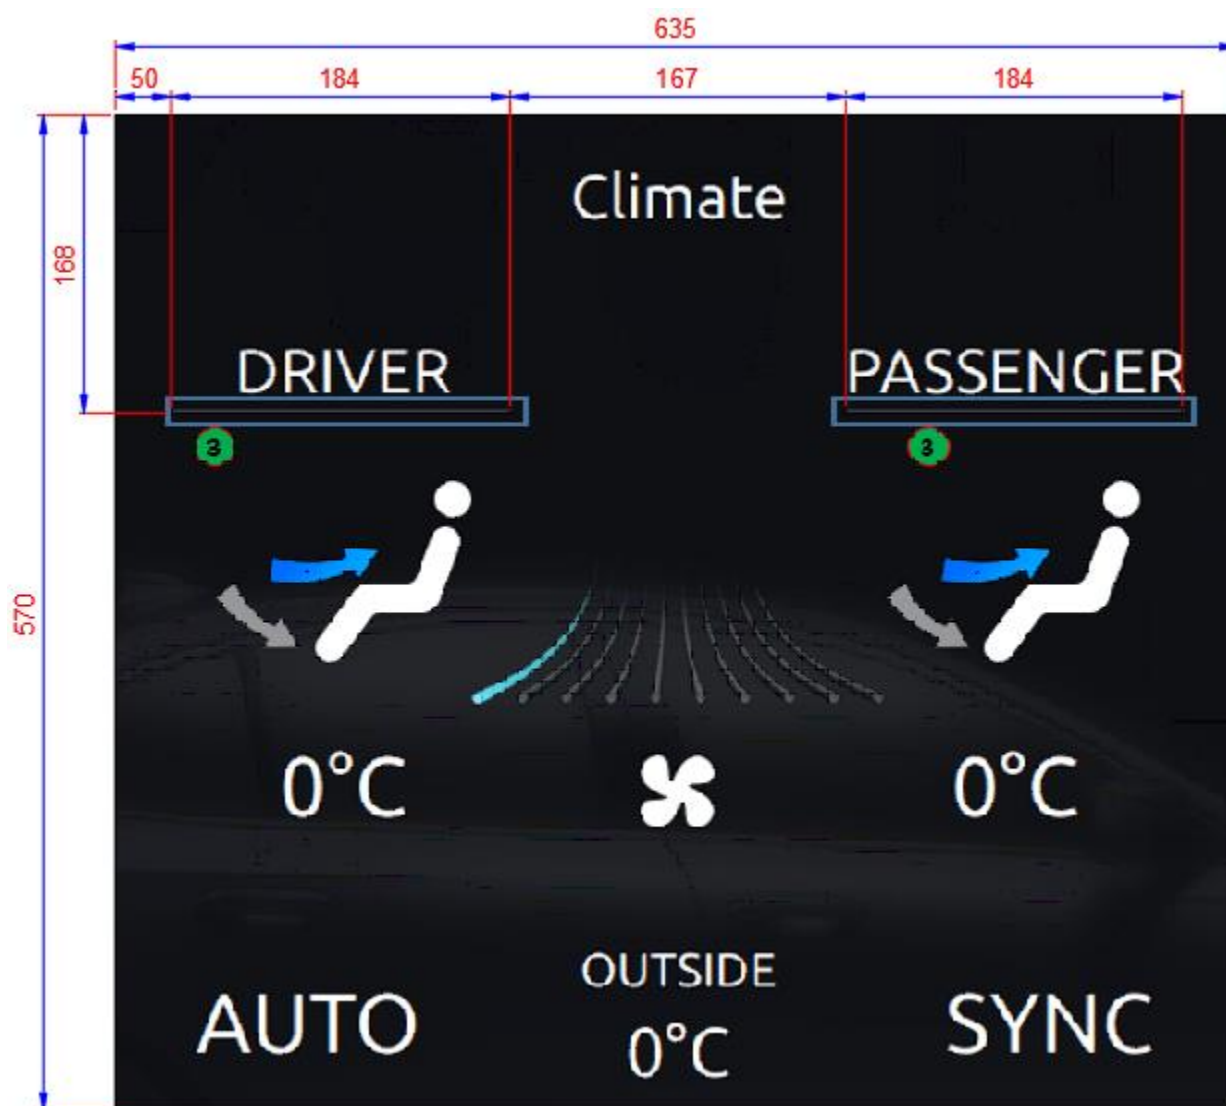 635
50 184 167 184
Climate
168
DRIVER PASSENGER
3 3
570
0°C 0°C
OUTSIDE
AUTO SYNC
0°C